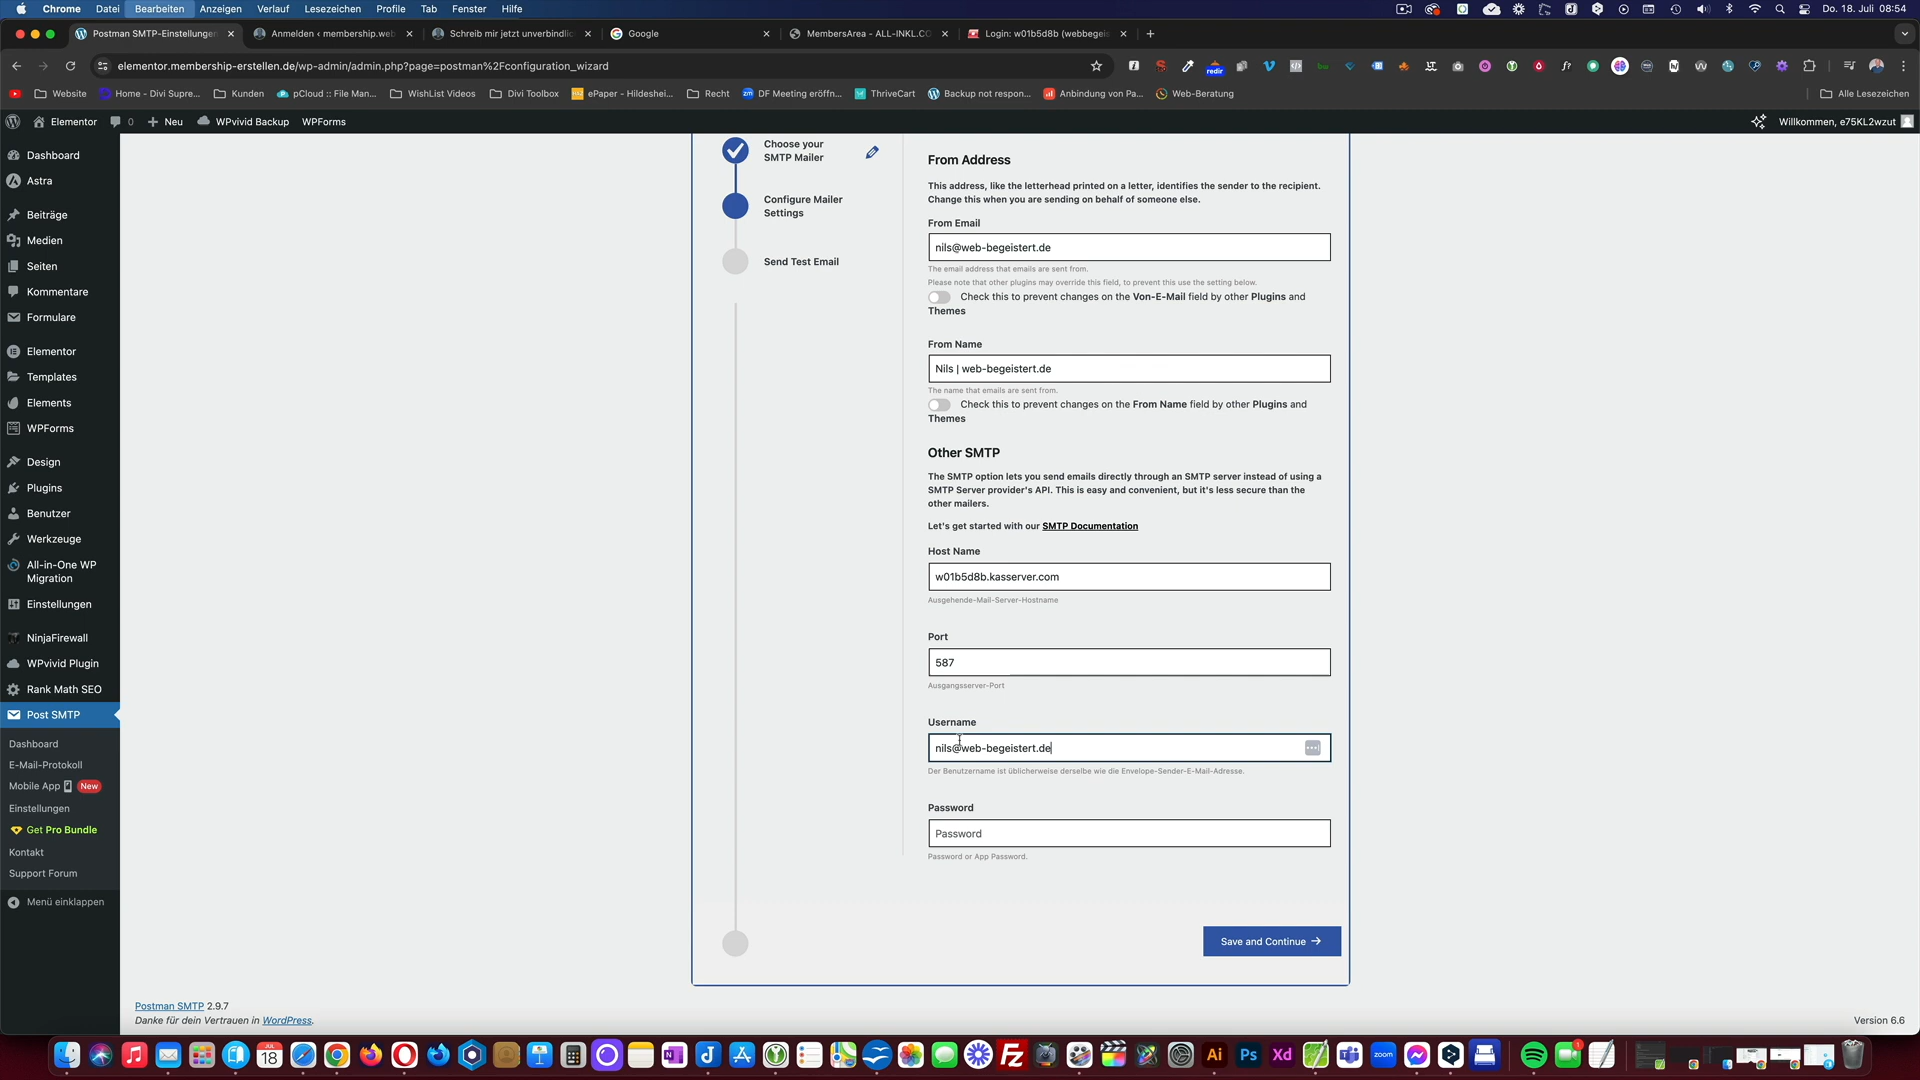 Chrome Datei Bearbeiten Anzeigen Verlauf Lesezeichen Profile Tab Fenster Hilfe Do. 18. Juli 08:54
Postman SMTP-Einstellungen Anmelden ‹ membership.web Schreib mir jetzt unverbindlic Google MembersArea - ALL-INKL.CO Login: w01b5d8b (webbegeis
elementor.membership-erstellen.de/wp-admin/admin.php?page=postman%2Fconfiguration_wizard
Website Home - Divi Supre... Kunden pCloud :: File Man... WishList Videos Divi Toolbox ePaper - Hildeshei... Recht DF Meeting eröffn... ThriveCart Backup not respon... Anbindung von Pa... Web-Beratung Alle Lesezeichen
Elementor 0 Neu WPvivid Backup WPForms Willkommen, e75KL2wzut
Dashboard
Astra
Beiträge
Medien
Seiten
Kommentare
Formulare
Elementor
Templates
Elements
WPForms
Design
Plugins
Benutzer
Werkzeuge
All-in-One WP
Migration
Einstellungen
NinjaFirewall
WPvivid Plugin
Rank Math SEO
Post SMTP
Dashboard
E-Mail-Protokoll
Mobile App New
Einstellungen
Get Pro Bundle
Kontakt
Support Forum
Menü einklappen
Choose your
SMTP Mailer
Configure Mailer
Settings
Send Test Email
From Address
This address, like the letterhead printed on a letter, identifies the sender to the recipient.
Change this when you are sending on behalf of someone else.
From Email
nils@web-begeistert.de
The email address that emails are sent from.
Please note that other plugins may override this field, to prevent this use the setting below.
Check this to prevent changes on the Von-E-Mail field by other Plugins and
Themes
From Name
Nils | web-begeistert.de
The name that emails are sent from.
Check this to prevent changes on the From Name field by other Plugins and
Themes
Other SMTP
The SMTP option lets you send emails directly through an SMTP server instead of using a
SMTP Server provider's API. This is easy and convenient, but it's less secure than the
other mailers.
Let's get started with our SMTP Documentation
Host Name
w01b5d8b.kasserver.com
Ausgehende-Mail-Server-Hostname
Port
587
Ausgangsserver-Port
Username
nils@web-begeistert.de
Der Benutzername ist üblicherweise derselbe wie die Envelope-Sender-E-Mail-Adresse.
Password
Password
Password or App Password.
Save and Continue →
Postman SMTP 2.9.7
Danke für dein Vertrauen in WordPress.
Version 6.6